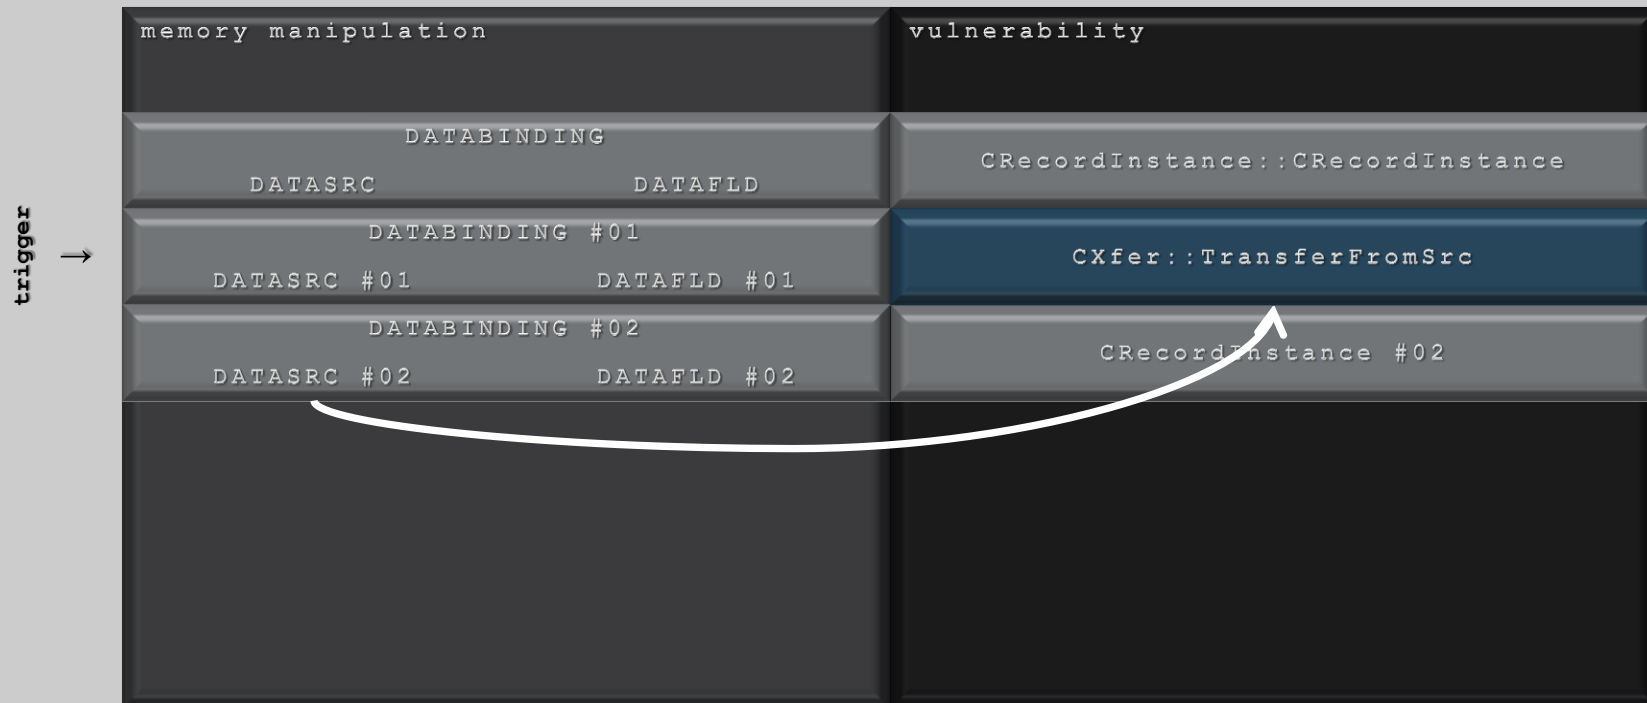 memory manipulation
vulnerability
DATABINDING
DATASRC DATAFLD
CRecordInstance::CRecordInstance
trigger →
DATABINDING #01
DATASRC #01 DATAFLD #01
CXfer::TransferFromSrc
DATABINDING #02
DATASRC #02 DATAFLD #02
CRecordInstance #02